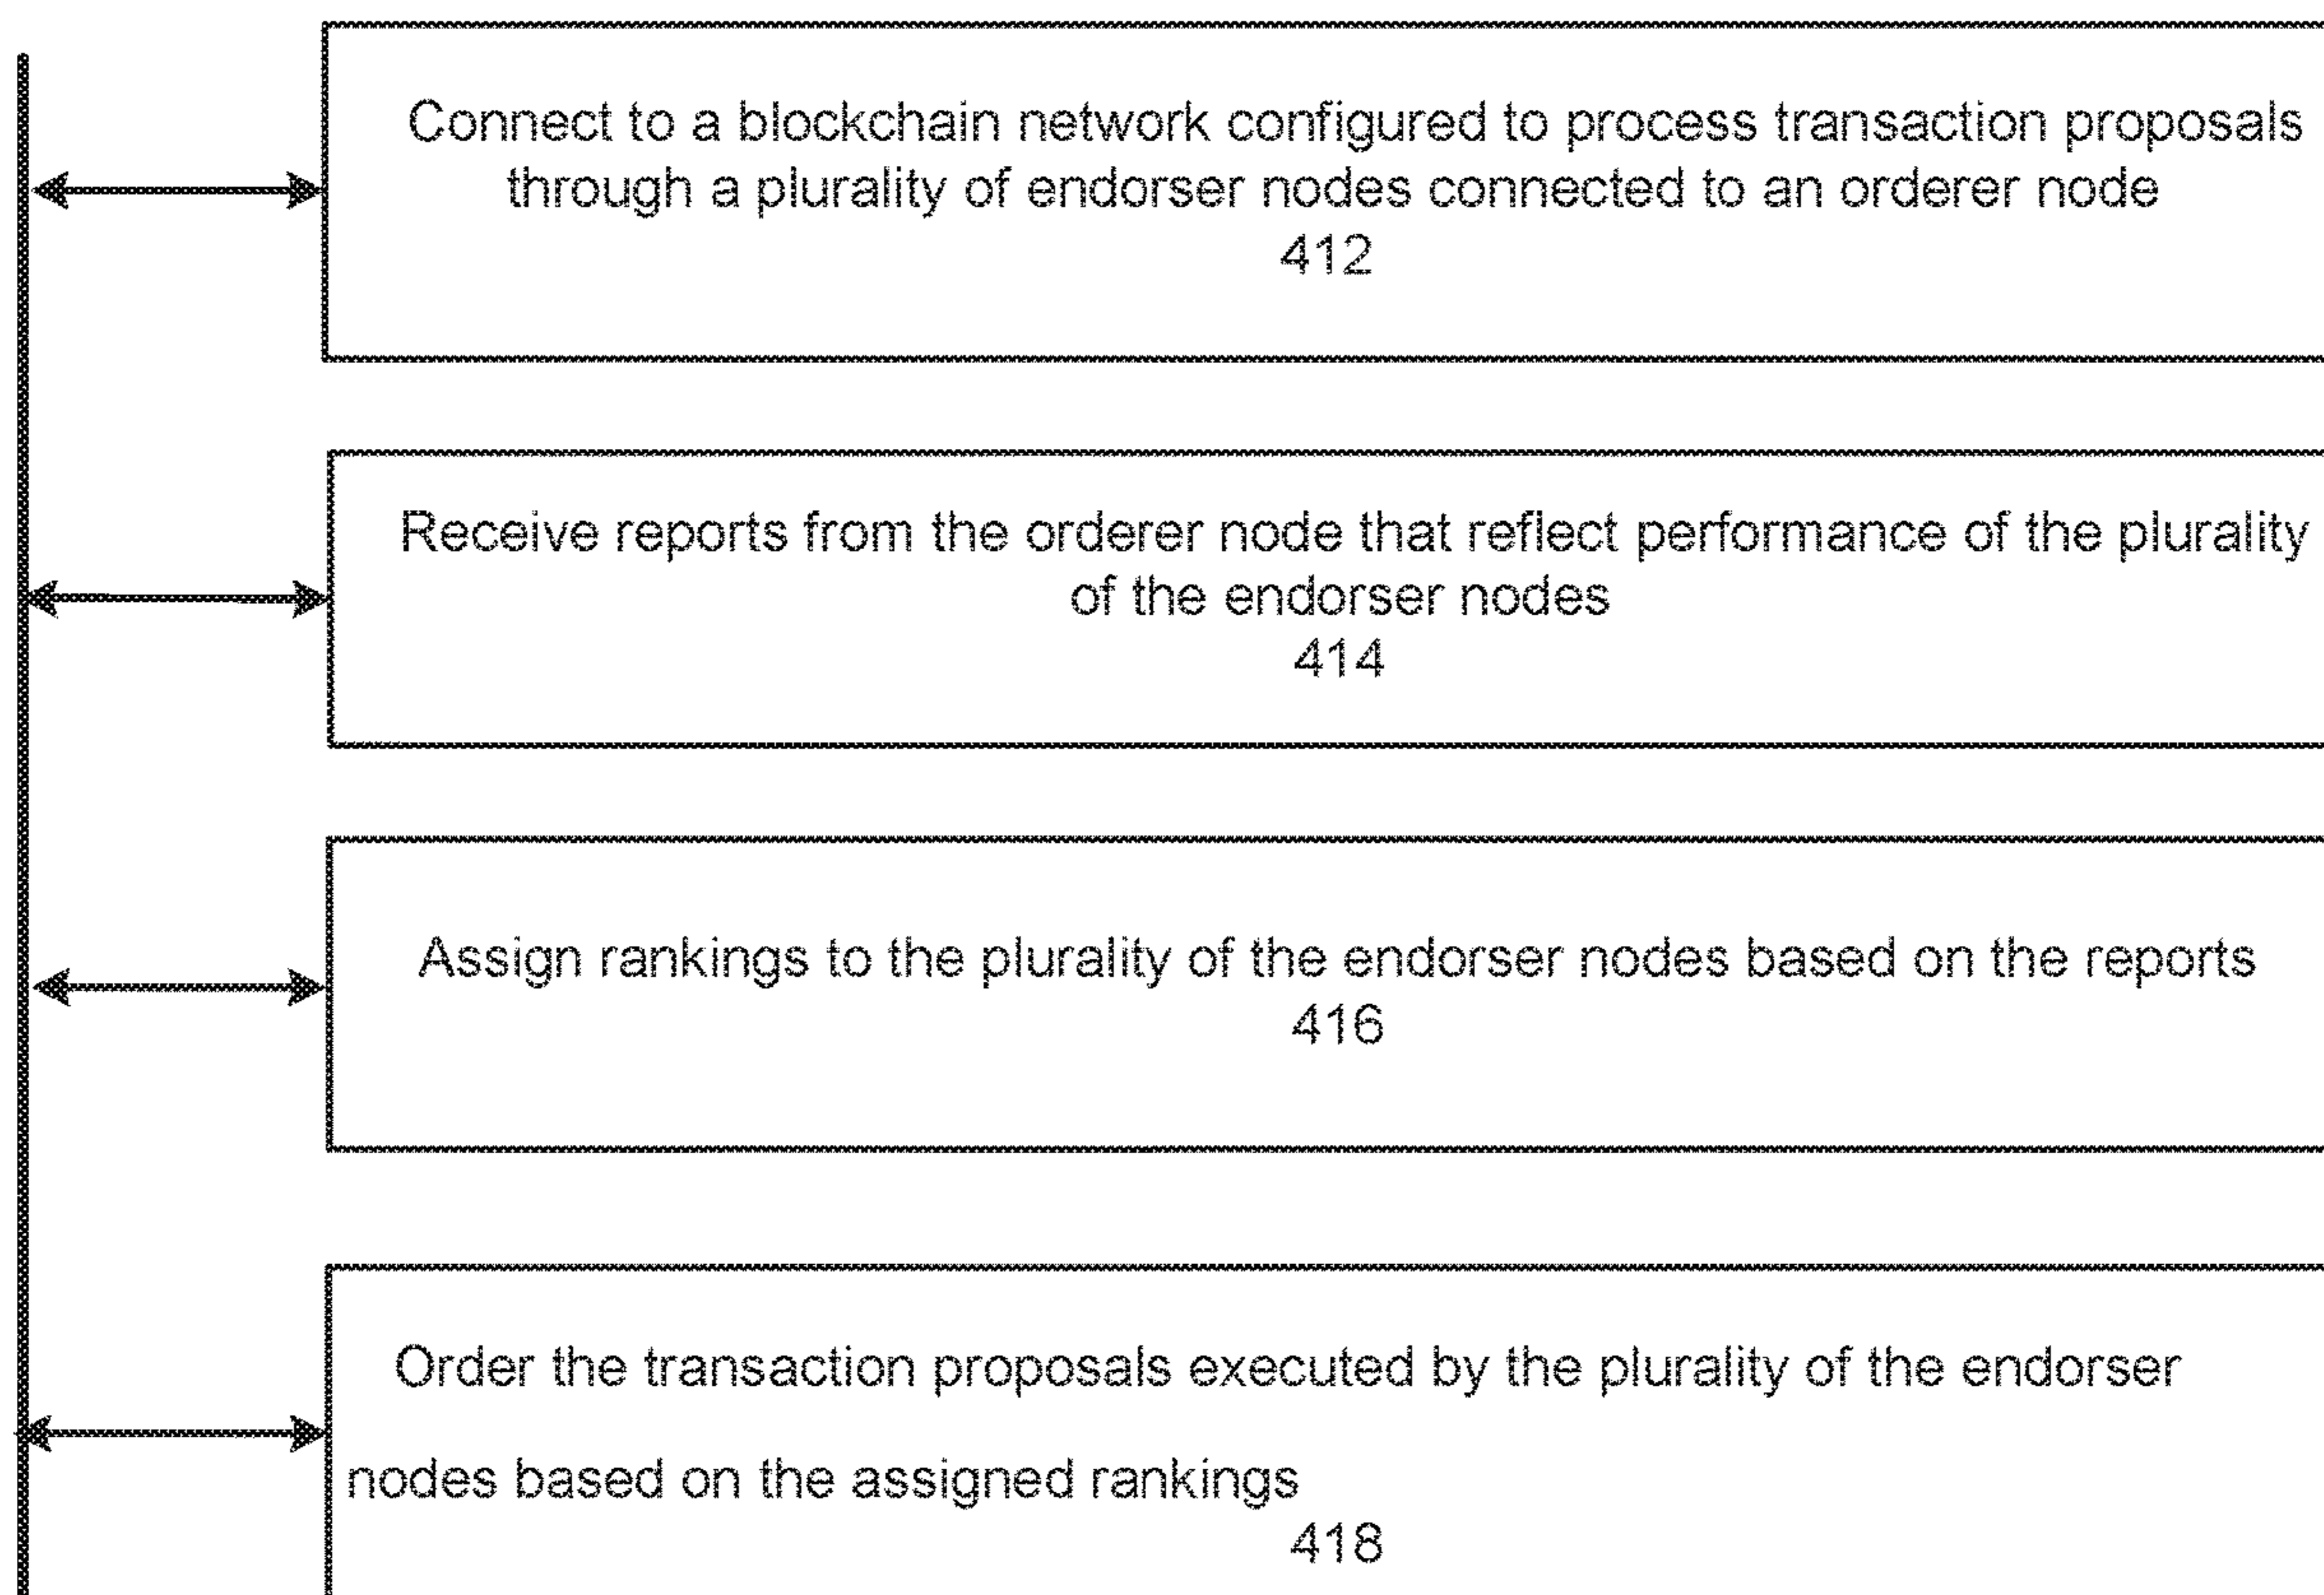 Connect to a blockchain network configured to process transaction proposals
through a plurality of endorser nodes connected to an orderer node
412
Receive reports from the orderer node that reflect performance of the plurality
of the endorser nodes
414
Assign rankings to the plurality of the endorser nodes based on the reports
416
Order the transaction proposals executed by the plurality of the endorser
nodes based on the assigned rankings
418